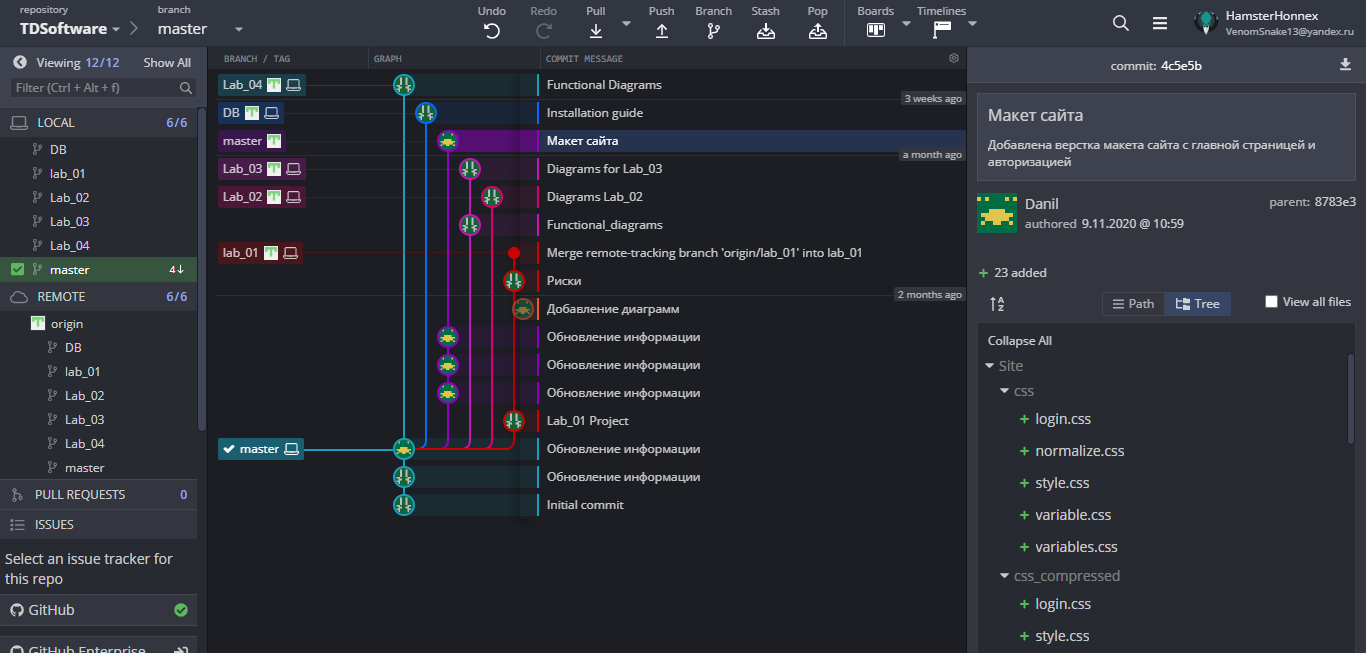 repository
TDSoftware
branch
master
Undo
Redo
Pull
Push
Branch
Stash
Pop
Boards
Timelines
HamsterHonnex
VenomSnake13@yandex.ru
Viewing 12/12 Show All
Filter (Ctrl + Alt + f)
LOCAL 6/6
DB
lab_01
Lab_02
Lab_03
Lab_04
master 4↓
REMOTE 6/6
origin
DB
lab_01
Lab_02
Lab_03
Lab_04
master
PULL REQUESTS 0
ISSUES
Select an issue tracker for
this repo
GitHub
GitHub Enterprise
BRANCH / TAG GRAPH COMMIT MESSAGE
Lab_04 Functional Diagrams
3 weeks ago
DB Installation guide
master Макет сайта
a month ago
Lab_03 Diagrams for Lab_03
Lab_02 Diagrams Lab_02
Functional_diagrams
lab_01 Merge remote-tracking branch 'origin/lab_01' into lab_01
Риски
2 months ago
Добавление диаграмм
Обновление информации
Обновление информации
Обновление информации
Lab_01 Project
master Обновление информации
Обновление информации
Initial commit
commit: 4c5e5b
Макет сайта
Добавлена верстка макета сайта с главной страницей и
авторизацией
Danil
authored 9.11.2020 @ 10:59
parent: 8783e3
+ 23 added
Path Tree View all files
Collapse All
Site
css
+ login.css
+ normalize.css
+ style.css
+ variable.css
+ variables.css
css_compressed
+ login.css
+ style.css